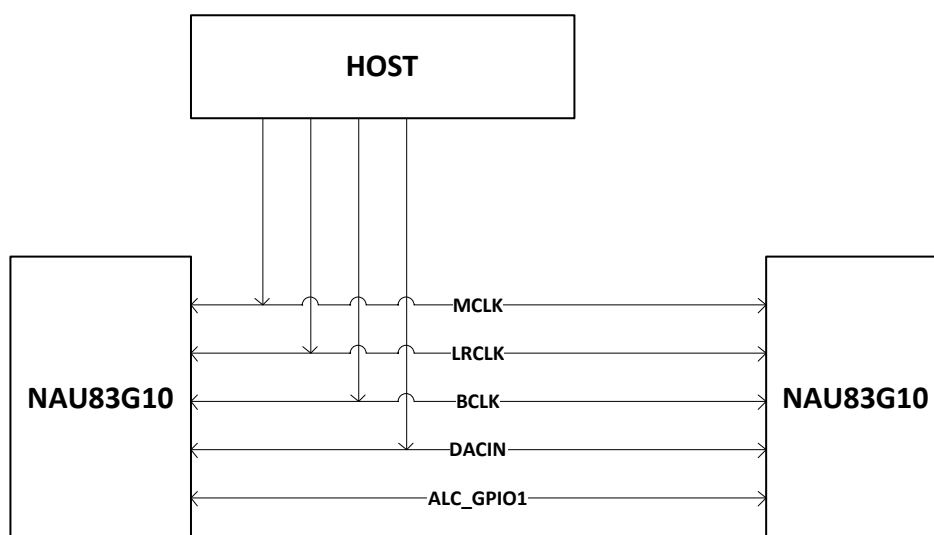 HOST
MCLK
LRCLK
NAU83G10
BCLK
NAU83G10
DACIN
ALC_GPIO1